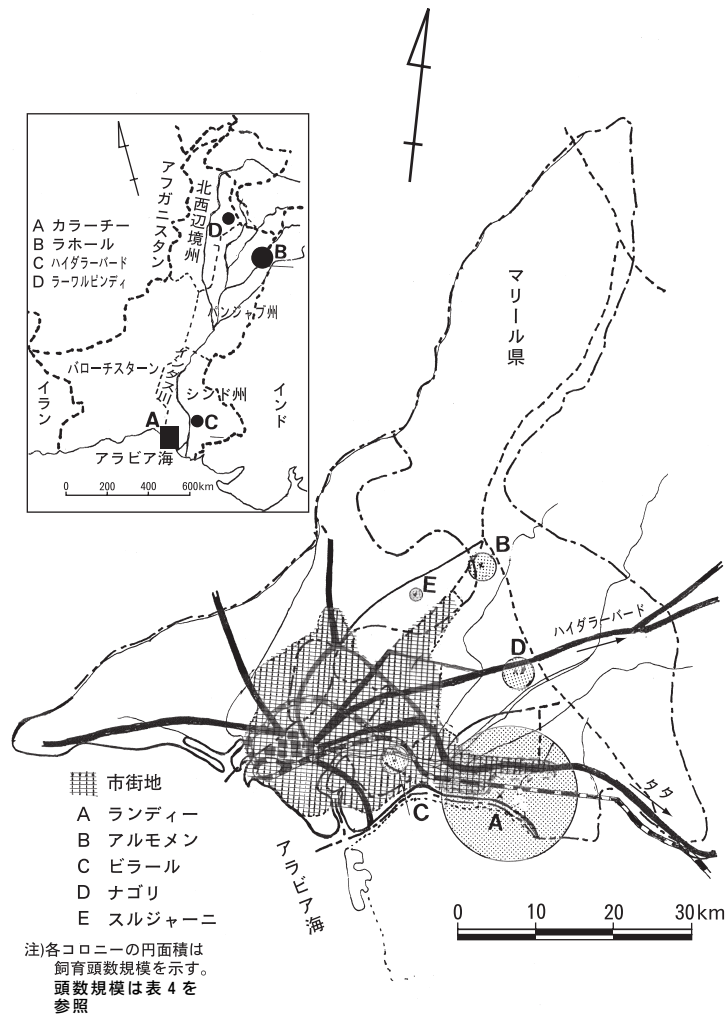 アフガニスタン
北西辺境州
A カラーチー
B ラホール
C ハイダラーバード
D ラーワルピンディ
D
B
パンジャブ州
バローチスターン
インダス川
イラン
シンド州
インド
A
C
アラビア海
0 200 400 600km
マリール県
B
E
ハイダラーバード
D
タタ
C
A
アラビア海
市街地
A ランディー
B アルモメン
C ビラール
D ナゴリ
E スルジャーニ
注)各コロニーの円面積は
飼育頭数規模を示す。
頭数規模は表4を
参照
0 10 20 30km